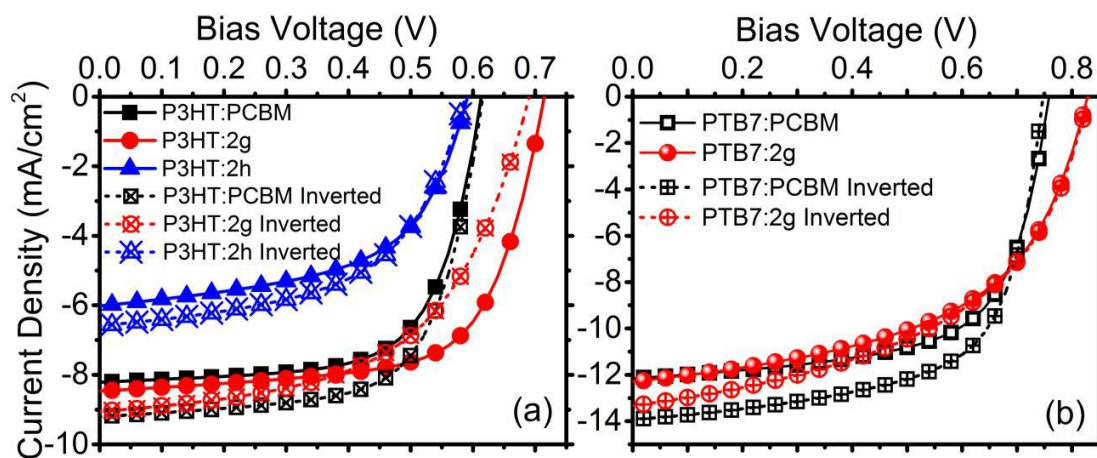 Bias Voltage (V)
0.0 0.1 0.2 0.3 0.4 0.5 0.6 0.7
Current Density (mA/cm²)
0
-2
-4
-6
-8
-10
P3HT:PCBM
P3HT:2g
P3HT:2h
P3HT:PCBM Inverted
P3HT:2g Inverted
P3HT:2h Inverted
(a)
Bias Voltage (V)
0.0 0.2 0.4 0.6 0.8
0
-2
-4
-6
-8
-10
-12
-14
PTB7:PCBM
PTB7:2g
PTB7:PCBM Inverted
PTB7:2g Inverted
(b)